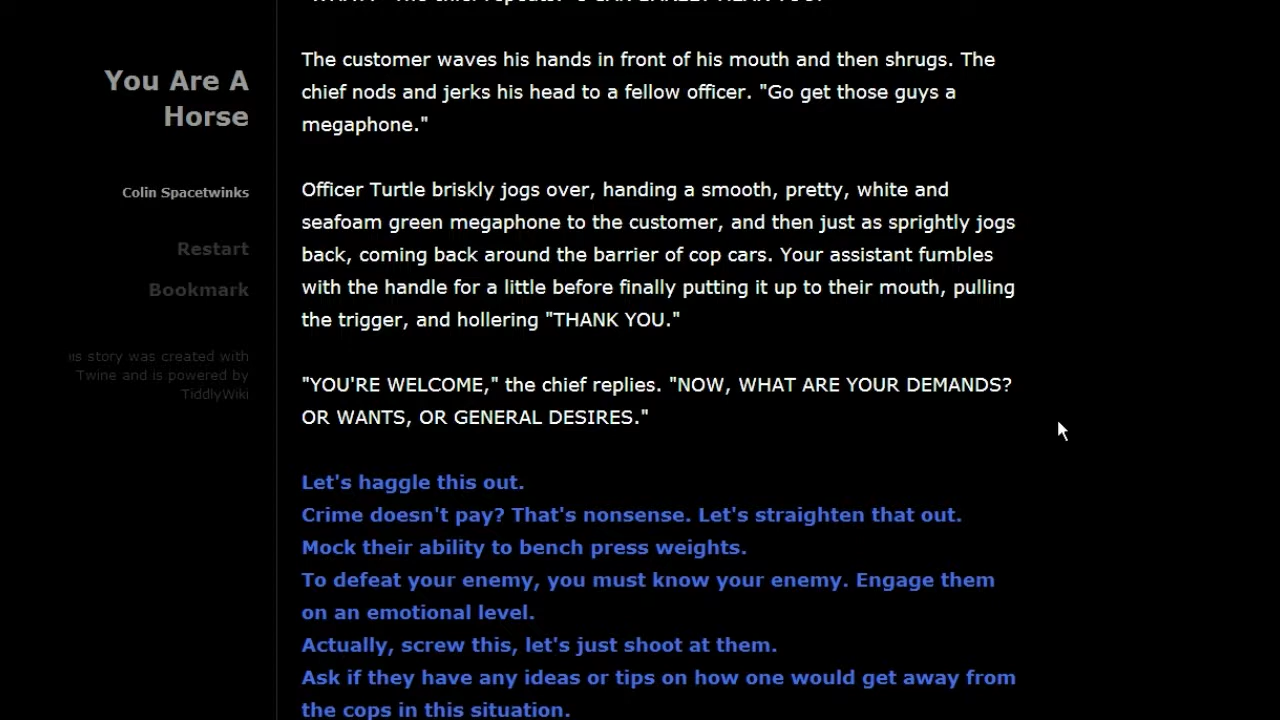 You Are A
Horse
Colin Spacetwinks
Restart
Bookmark
is story was created with
Twine and is powered by
TiddlyWiki
The customer waves his hands in front of his mouth and then shrugs. The
chief nods and jerks his head to a fellow officer. "Go get those guys a
megaphone."
Officer Turtle briskly jogs over, handing a smooth, pretty, white and
seafoam green megaphone to the customer, and then just as sprightly jogs
back, coming back around the barrier of cop cars. Your assistant fumbles
with the handle for a little before finally putting it up to their mouth, pulling
the trigger, and hollering "THANK YOU."
"YOU'RE WELCOME," the chief replies. "NOW, WHAT ARE YOUR DEMANDS?
OR WANTS, OR GENERAL DESIRES."
Let's haggle this out.
Crime doesn't pay? That's nonsense. Let's straighten that out.
Mock their ability to bench press weights.
To defeat your enemy, you must know your enemy. Engage them
on an emotional level.
Actually, screw this, let's just shoot at them.
Ask if they have any ideas or tips on how one would get away from
the cops in this situation.